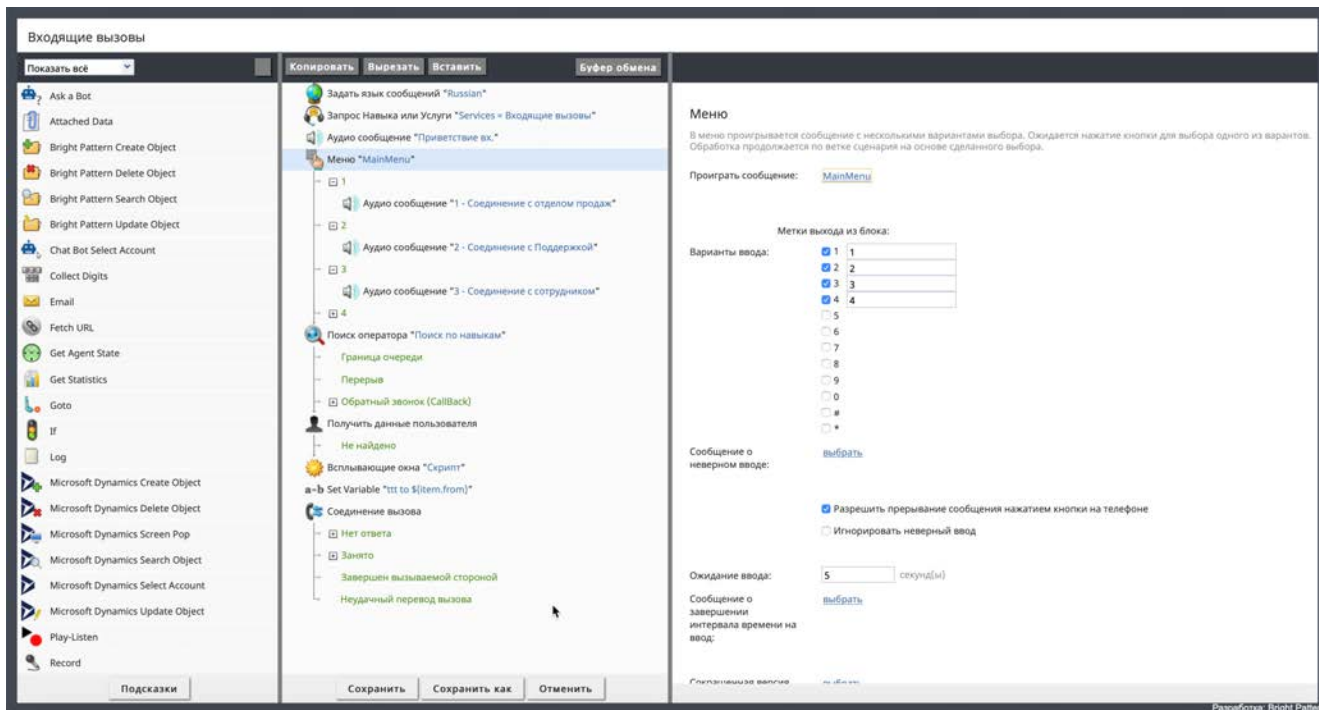 Входящие вызовы
Показать всё
Копировать Вырезать Вставить Буфер обмена
Ask a Bot
Attached Data
Bright Pattern Create Object
Bright Pattern Delete Object
Bright Pattern Search Object
Bright Pattern Update Object
Chat Bot Select Account
Collect Digits
Email
Fetch URL
Get Agent State
Get Statistics
Goto
If
Log
Microsoft Dynamics Create Object
Microsoft Dynamics Delete Object
Microsoft Dynamics Screen Pop
Microsoft Dynamics Search Object
Microsoft Dynamics Select Account
Microsoft Dynamics Update Object
Play-Listen
Record
Подсказки
Задать язык сообщений "Russian"
Запрос Навыка или Услуги "Services = Входящие вызовы"
Аудио сообщение "Приветствие вх."
Меню "MainMenu"
1
Аудио сообщение "1 - Соединение с отделом продаж"
2
Аудио сообщение "2 - Соединение с Поддержкой"
3
Аудио сообщение "3 - Соединение с сотрудником"
4
Поиск оператора "Поиск по навыкам"
Граница очереди
Перерыв
Обратный звонок (CallBack)
Получить данные пользователя
Не найдено
Всплывающие окна "Скрипт"
a=b Set Variable "ttt to $(item.from)"
Соединение вызова
Нет ответа
Занято
Завершен вызываемой стороной
Неудачный перевод вызова
Сохранить Сохранить как Отменить
Меню
В меню проигрывается сообщение с несколькими вариантами выбора. Ожидается нажатие кнопки для выбора одного из варантов.
Обработка продолжается по ветке сценария на основе сделанного выбора.
Проиграть сообщение: MainMenu
Метки выхода из блока:
Варианты ввода: 1 1
2 2
3 3
4 4
5
6
7
8
9
0
#
*
Сообщение о выбрать
неверном вводе:
Разрешить прерывание сообщения нажатием кнопки на телефоне
Игнорировать неверный ввод
Ожидание ввода: 5 секунд(ы)
Сообщение о выбрать
завершении
интервала времени на
ввод:
Сокращенная версия выбрать
Разработка: Bright Patte